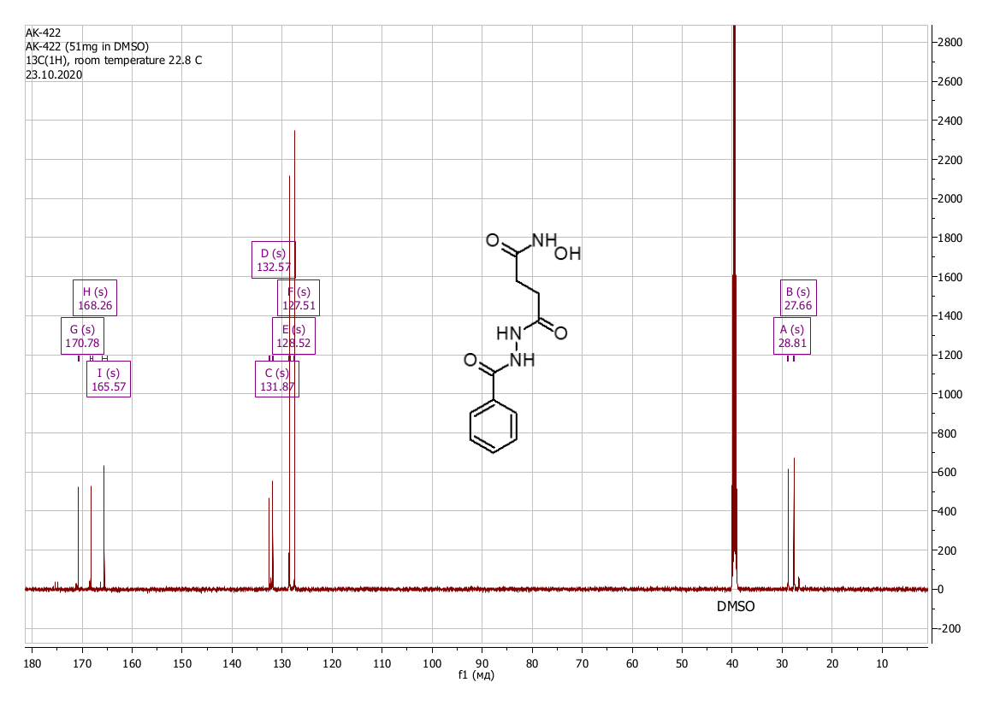 AK-422
AK-422 (51mg in DMSO)
13C(1H), room temperature 22.8 C
23.10.2020
D (s)
132.57
H (s)
168.26
F (s)
127.51
B (s)
27.66
G (s)
170.78
E (s)
128.52
A (s)
28.81
I (s)
165.57
C (s)
131.87
O
NH
OH
HN
O
O
NH
DMSO
2800
2600
2400
2200
2000
1800
1600
1400
1200
1000
800
600
400
200
0
-200
180 170 160 150 140 130 120 110 100 90 80 70 60 50 40 30 20 10
f1 (мд)